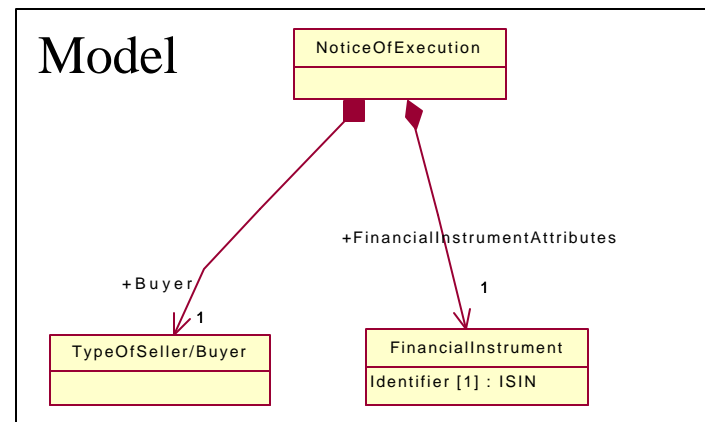 Model
NoticeOfExecution
+FinancialInstrumentAttributes
+Buyer
1
1
TypeOfSeller/Buyer
FinancialInstrument
Identifier [1] : ISIN